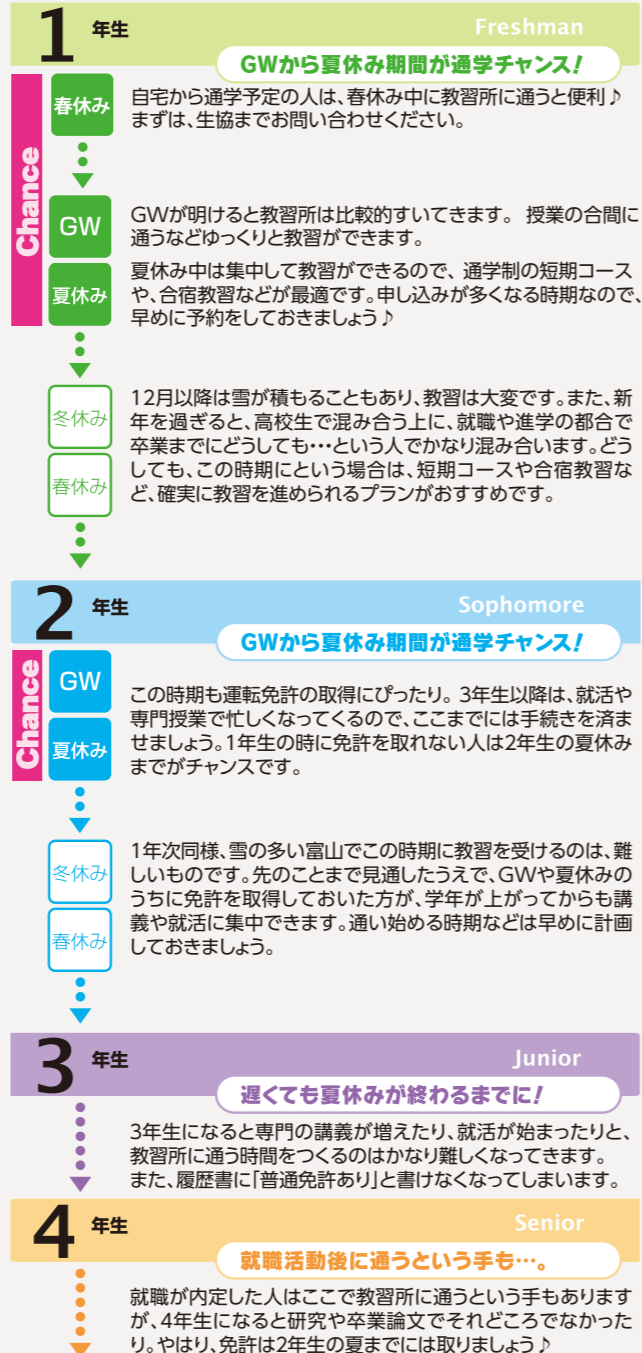 1年生
Freshman
GWから夏休み期間が通学チャンス!
Chance
春休み
自宅から通学予定の人は、春休み中に教習所に通うと便利♪
まずは、生協までお問い合わせください。
GW
GWが明けると教習所は比較的すいてきます。 授業の合間に
通うなどゆっくりと教習ができます。
夏休み
夏休み中は集中して教習ができるので、 通学制の短期コース
や、合宿教習などが最適です。申し込みが多くなる時期なので、
早めに予約をしておきましょう♪
冬休み
春休み
12月以降は雪が積もることもあり、教習は大変です。また、新
年を過ぎると、高校生で混み合う上に、就職や進学の都合で
卒業までにどうしても・・・という人でかなり混み合います。どう
しても、この時期にという場合は、短期コースや合宿教習な
ど、確実に教習を進められるプランがおすすめです。
2年生
Sophomore
GWから夏休み期間が通学チャンス!
Chance
GW
夏休み
この時期も運転免許の取得にぴったり。 3年生以降は、就活や
専門授業で忙しくなってくるので、ここまでには手続きを済ま
せましょう。1年生の時に免許を取れない人は2年生の夏休み
までがチャンスです。
冬休み
春休み
1年次同様、雪の多い富山でこの時期に教習を受けるのは、難
しいものです。先のことまで見通したうえで、GWや夏休みの
うちに免許を取得しておいた方が、学年が上がってからも講
義や就活に集中できます。通い始める時期などは早めに計画
しておきましょう。
3年生
Junior
遅くても夏休みが終わるまでに!
3年生になると専門の講義が増えたり、就活が始まったりと、
教習所に通う時間をつくるのはかなり難しくなってきます。
また、履歴書に「普通免許あり」と書けなくなってしまいます。
4年生
Senior
就職活動後に通うという手も…。
就職が内定した人はここで教習所に通うという手もあります
が、4年生になると研究や卒業論文でそれどころでなかった
り。やはり、免許は2年生の夏までには取りましょう♪